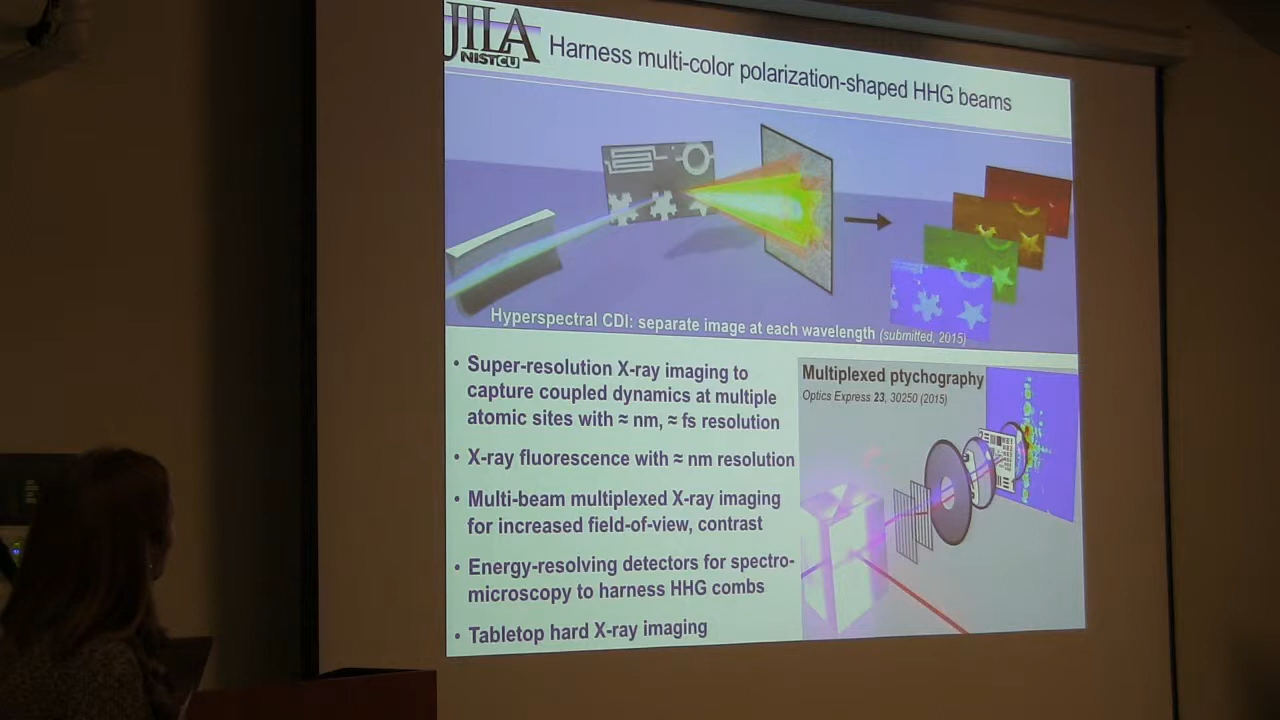 JILA
NIST CU
Harness multi-color polarization-shaped HHG beams
Hyperspectral CDI: separate image at each wavelength (submitted, 2015)
• Super-resolution X-ray imaging to
capture coupled dynamics at multiple
atomic sites with ≈ nm, ≈ fs resolution
• X-ray fluorescence with ≈ nm resolution
• Multi-beam multiplexed X-ray imaging
for increased field-of-view, contrast
• Energy-resolving detectors for spectro-
microscopy to harness HHG combs
• Tabletop hard X-ray imaging
Multiplexed ptychography
Optics Express 23, 30250 (2015)